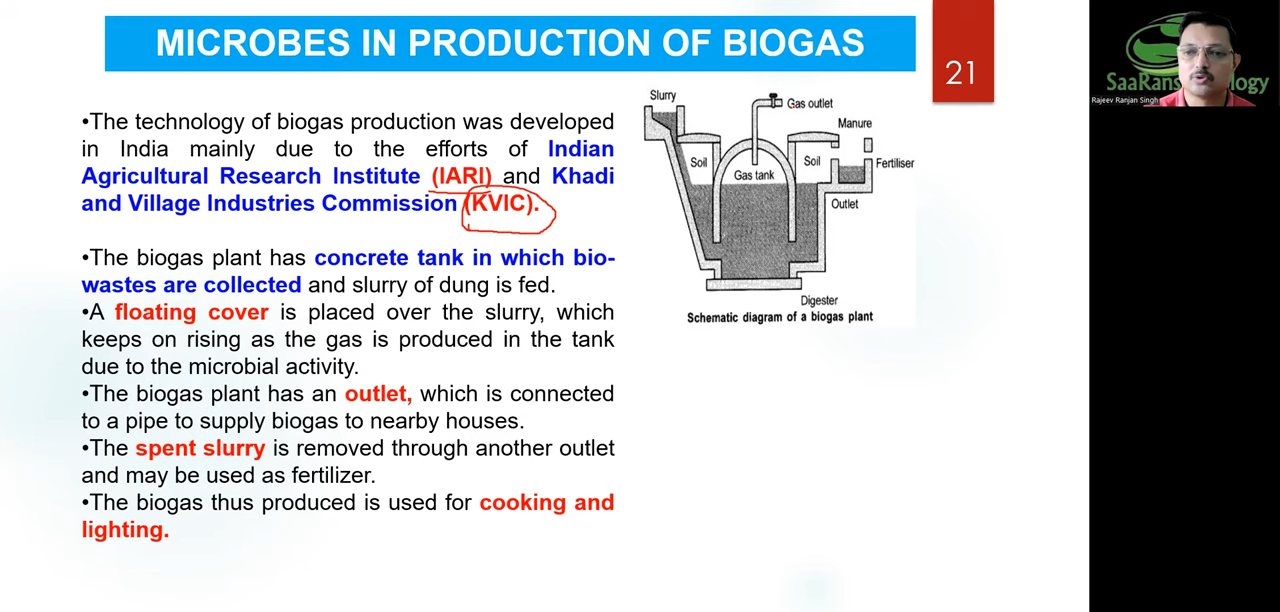 MICROBES IN PRODUCTION OF BIOGAS
21
•The technology of biogas production was developed
in India mainly due to the efforts of Indian
Agricultural Research Institute (IARI) and Khadi
and Village Industries Commission (KVIC).
•The biogas plant has concrete tank in which bio-
wastes are collected and slurry of dung is fed.
•A floating cover is placed over the slurry, which
keeps on rising as the gas is produced in the tank
due to the microbial activity.
•The biogas plant has an outlet, which is connected
to a pipe to supply biogas to nearby houses.
•The spent slurry is removed through another outlet
and may be used as fertilizer.
•The biogas thus produced is used for cooking and
lighting.
Slurry
Gas outlet
Manure
Soil
Soil
Fertiliser
Gas tank
Outlet
Digester
Schematic diagram of a biogas plant
Rajeev Ranjan Singh